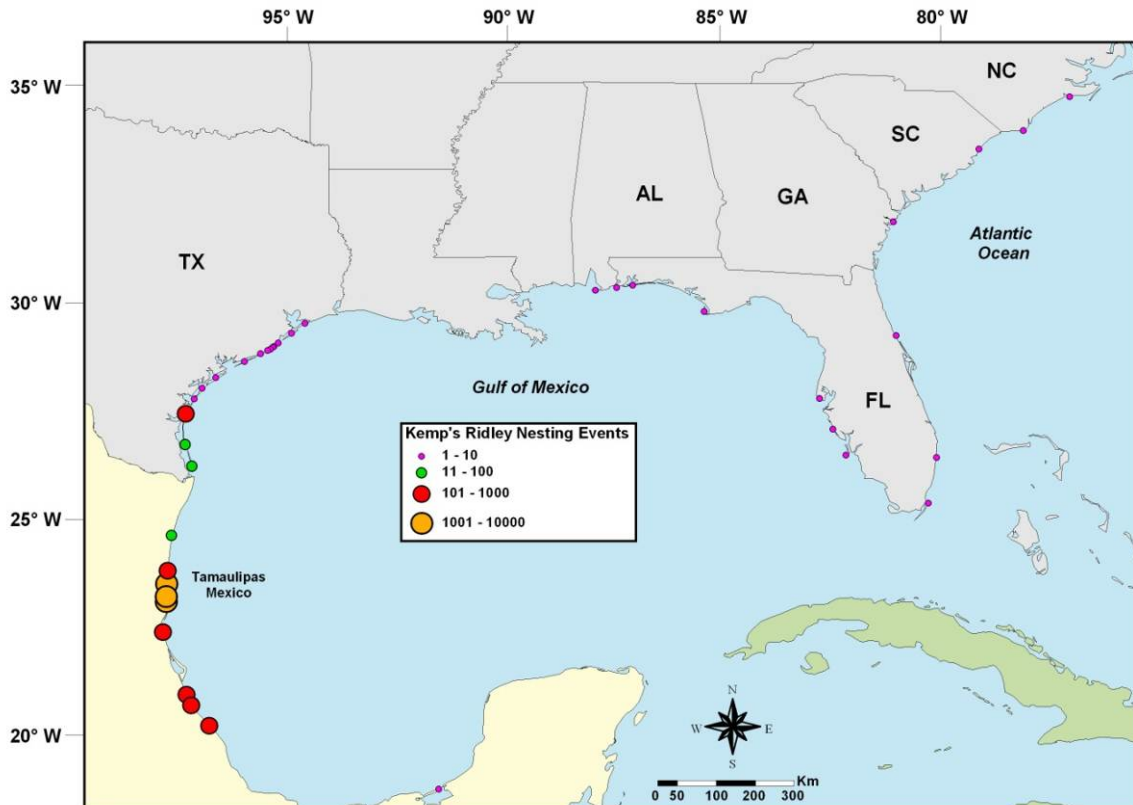 95° W
90° W
85° W
80° W
35° W
NC
SC
AL
GA
Atlantic
Ocean
TX
30° W
Gulf of Mexico
FL
Kemp's Ridley Nesting Events
1 - 10
11 - 100
101 - 1000
1001 - 10000
25° W
Tamaulipas
Mexico
N
W
E
S
20° W
Km
0 50 100 200 300